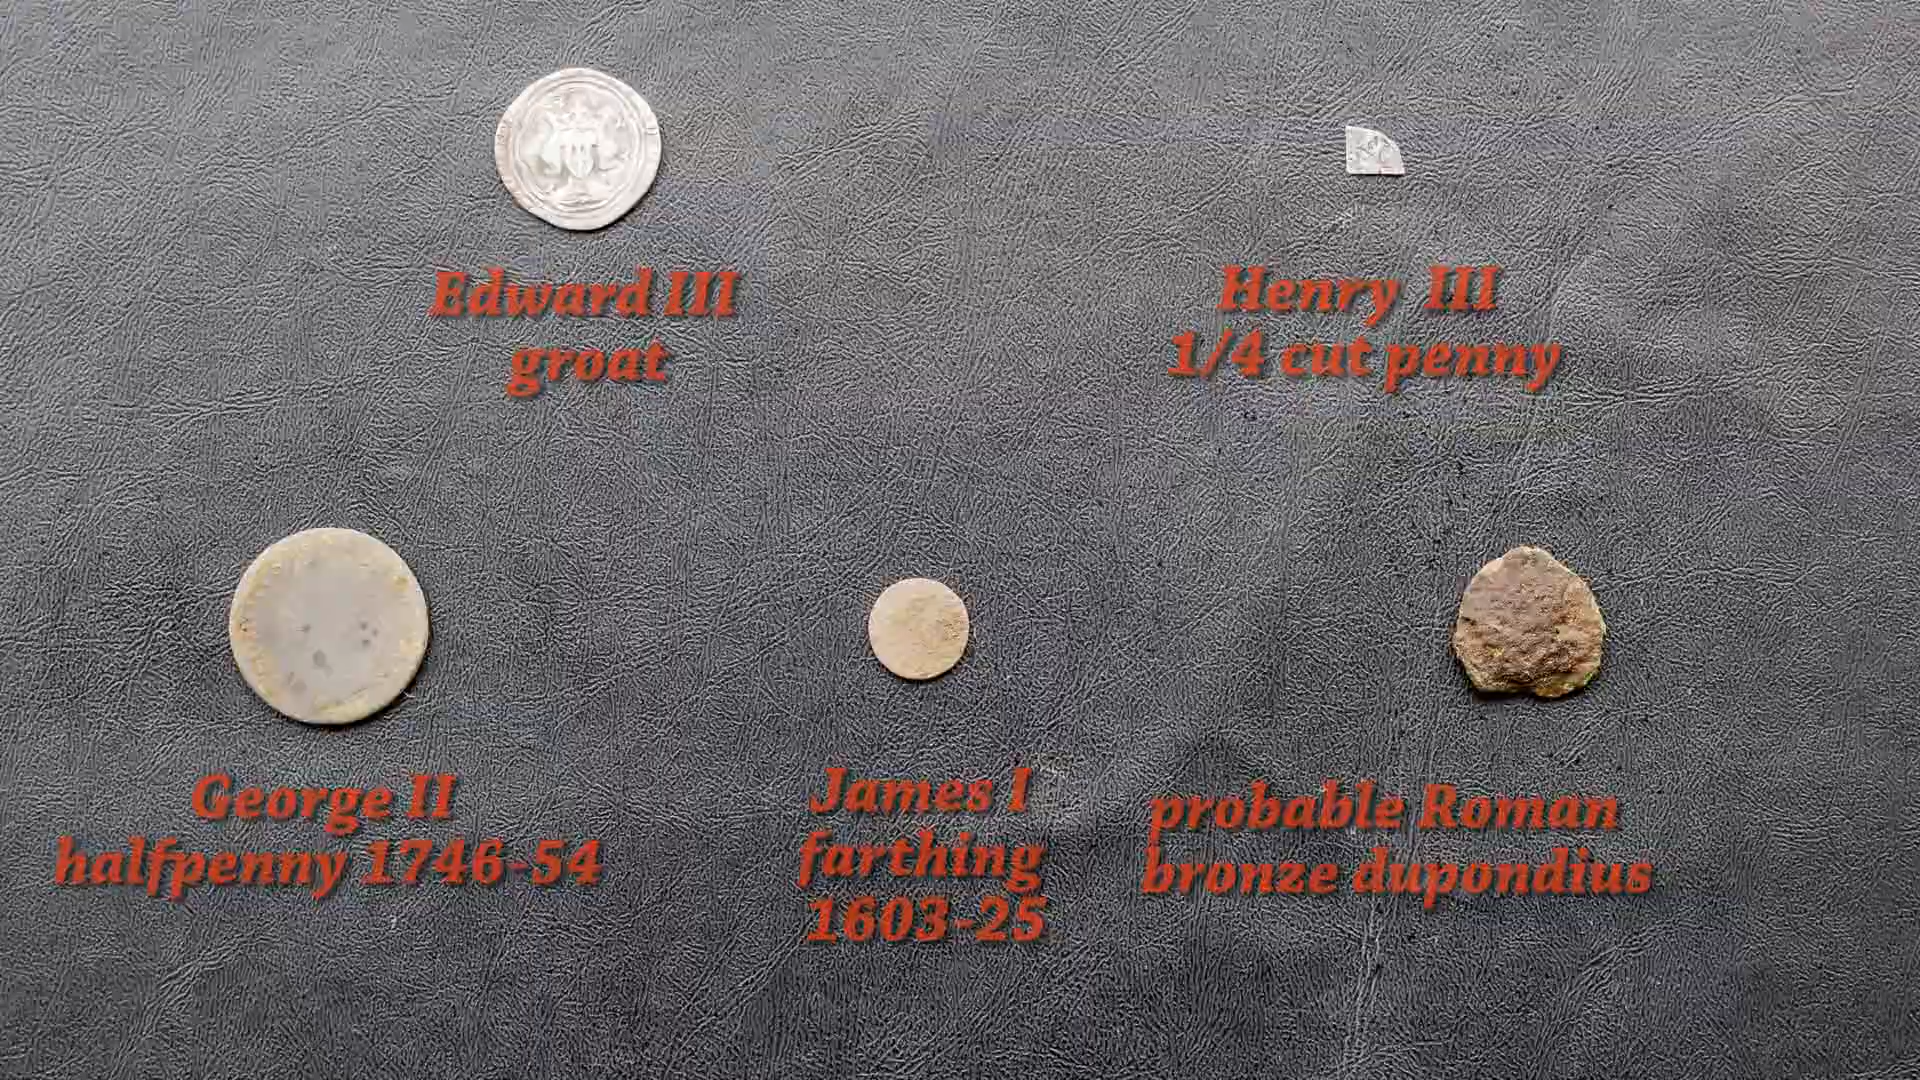 Edward III
groat
Henry III
1/4 cut penny
George II
halfpenny 1746-54
James I
farthing
1603-25
probable Roman
bronze dupondius